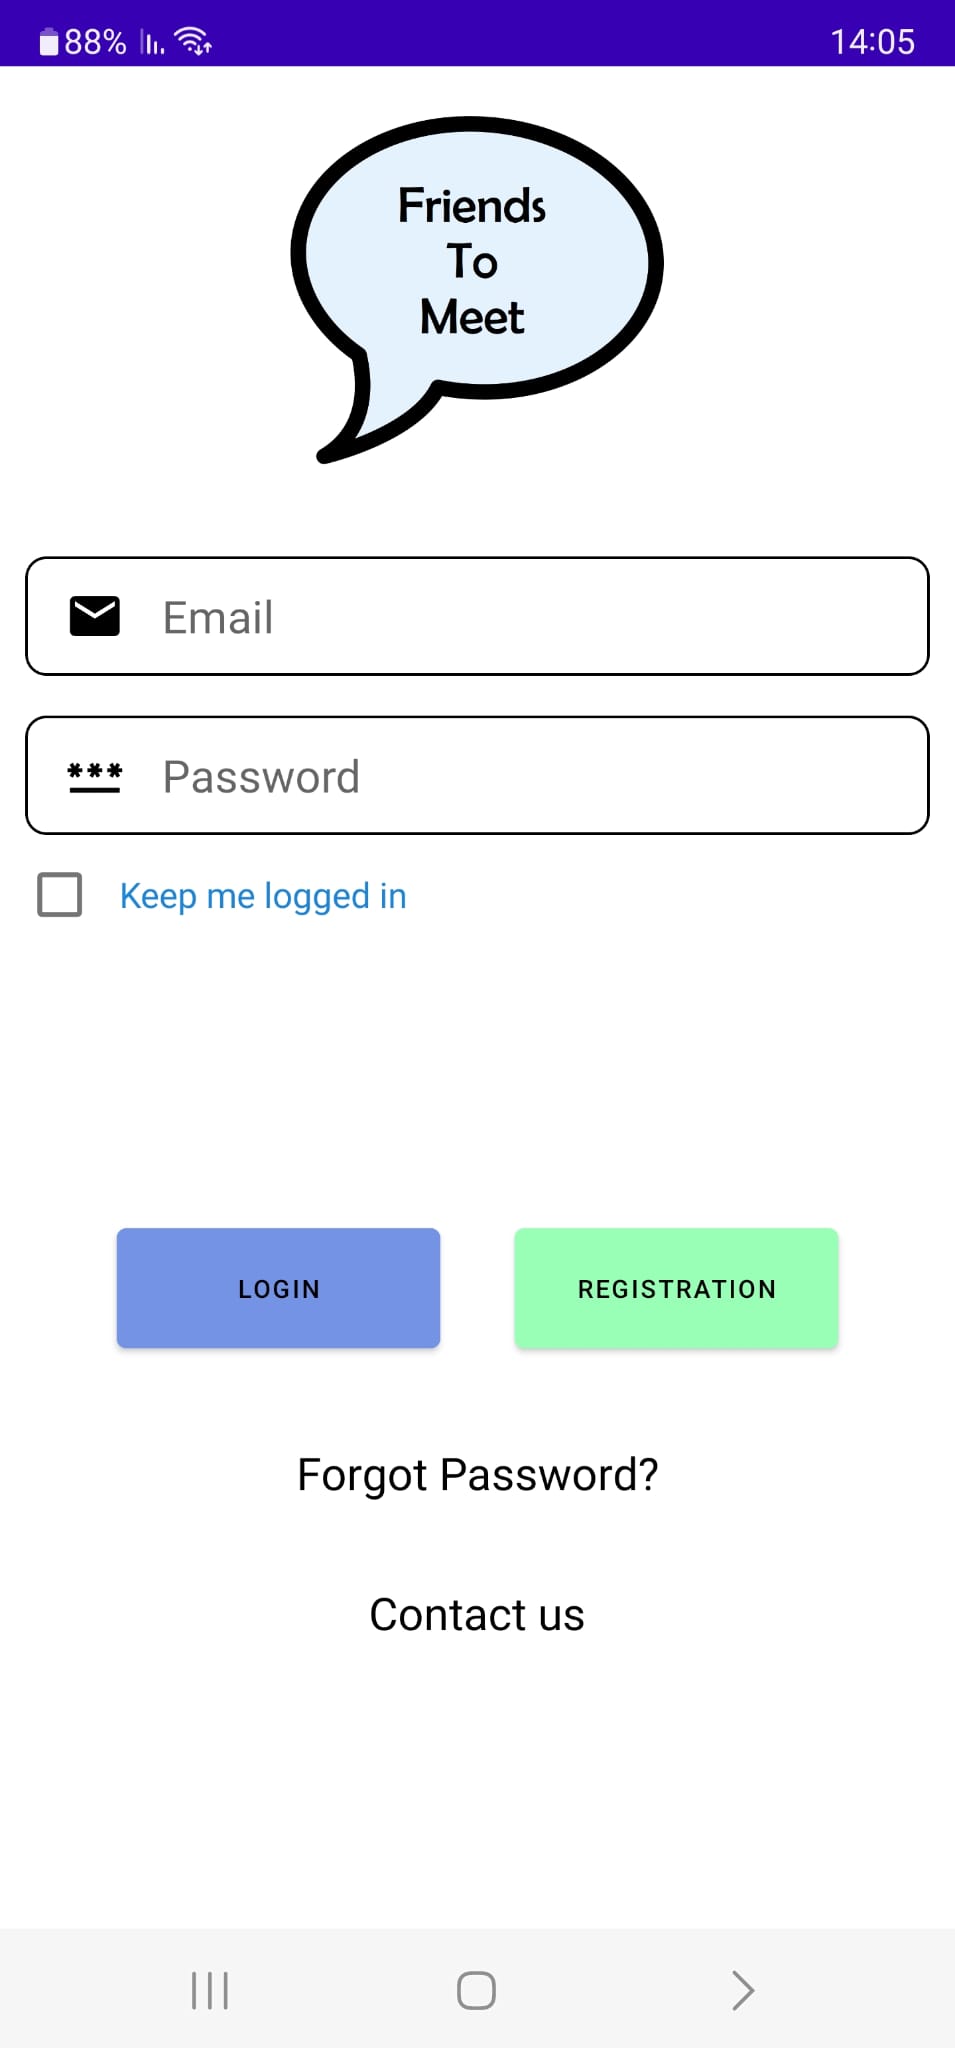 88%
14:05
Friends
To
Meet
Email
*** Password
Keep me logged in
LOGIN
REGISTRATION
Forgot Password?
Contact us